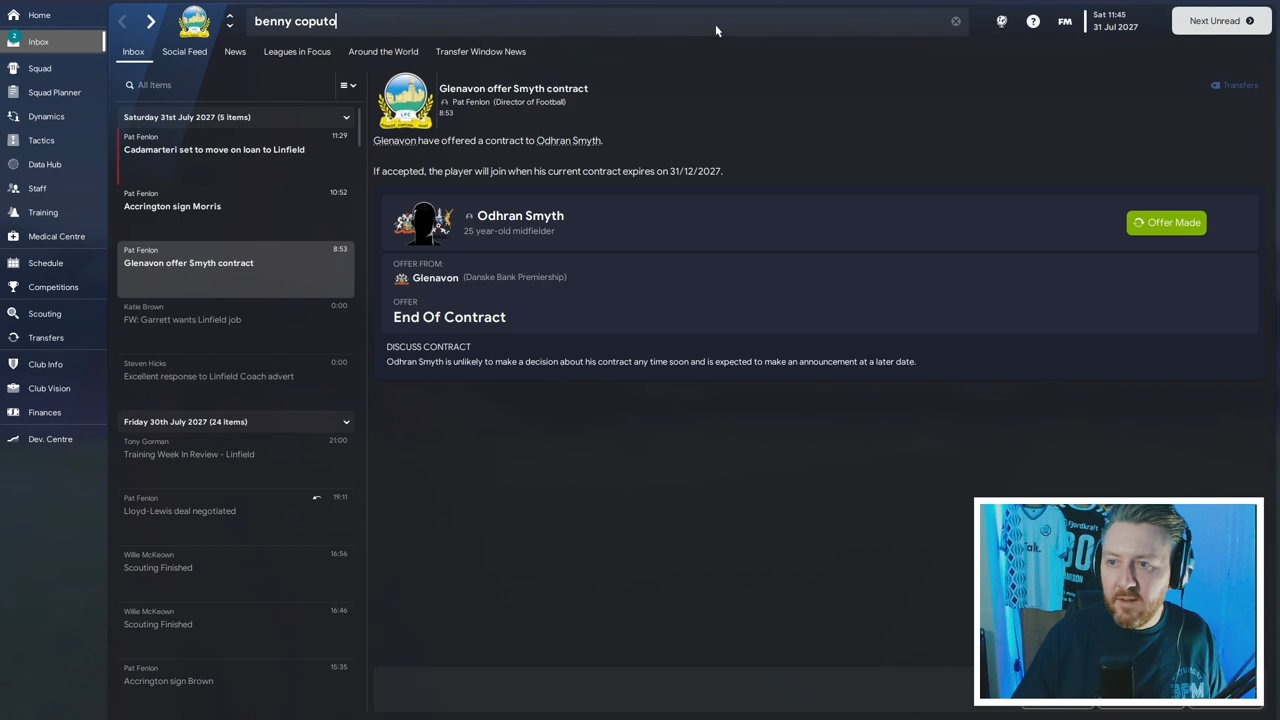 Home
Inbox
2
Squad
Squad Planner
Dynamics
Tactics
Data Hub
Staff
Training
Medical Centre
Schedule
Competitions
Scouting
Transfers
Club Info
Club Vision
Finances
Dev. Centre
benny coputo
FM
Sat 11:45
31 Jul 2027
Next Unread
Inbox
Social Feed
News
Leagues in Focus
Around the World
Transfer Window News
All Items
Saturday 31st July 2027 (5 items)
Pat Fenlon
11:29
Cadamarteri set to move on loan to Linfield
Pat Fenlon
10:52
Accrington sign Morris
Pat Fenlon
8:53
Glenavon offer Smyth contract
Katie Brown
0:00
FW: Garrett wants Linfield job
Steven Hicks
0:00
Excellent response to Linfield Coach advert
Friday 30th July 2027 (24 items)
Tony Gorman
21:00
Training Week In Review - Linfield
Pat Fenlon
19:11
Lloyd-Lewis deal negotiated
Willie McKeown
16:56
Scouting Finished
Willie McKeown
16:46
Scouting Finished
Pat Fenlon
15:35
Accrington sign Brown
Glenavon offer Smyth contract
Pat Fenlon (Director of Football)
8:53
Transfers
Glenavon have offered a contract to Odhran Smyth.
If accepted, the player will join when his current contract expires on 31/12/2027.
Odhran Smyth
25 year-old midfielder
Offer Made
OFFER FROM:
Glenavon (Danske Bank Premiership)
OFFER
End Of Contract
DISCUSS CONTRACT
Odhran Smyth is unlikely to make a decision about his contract any time soon and is expected to make an announcement at a later date.
Fjordkraft